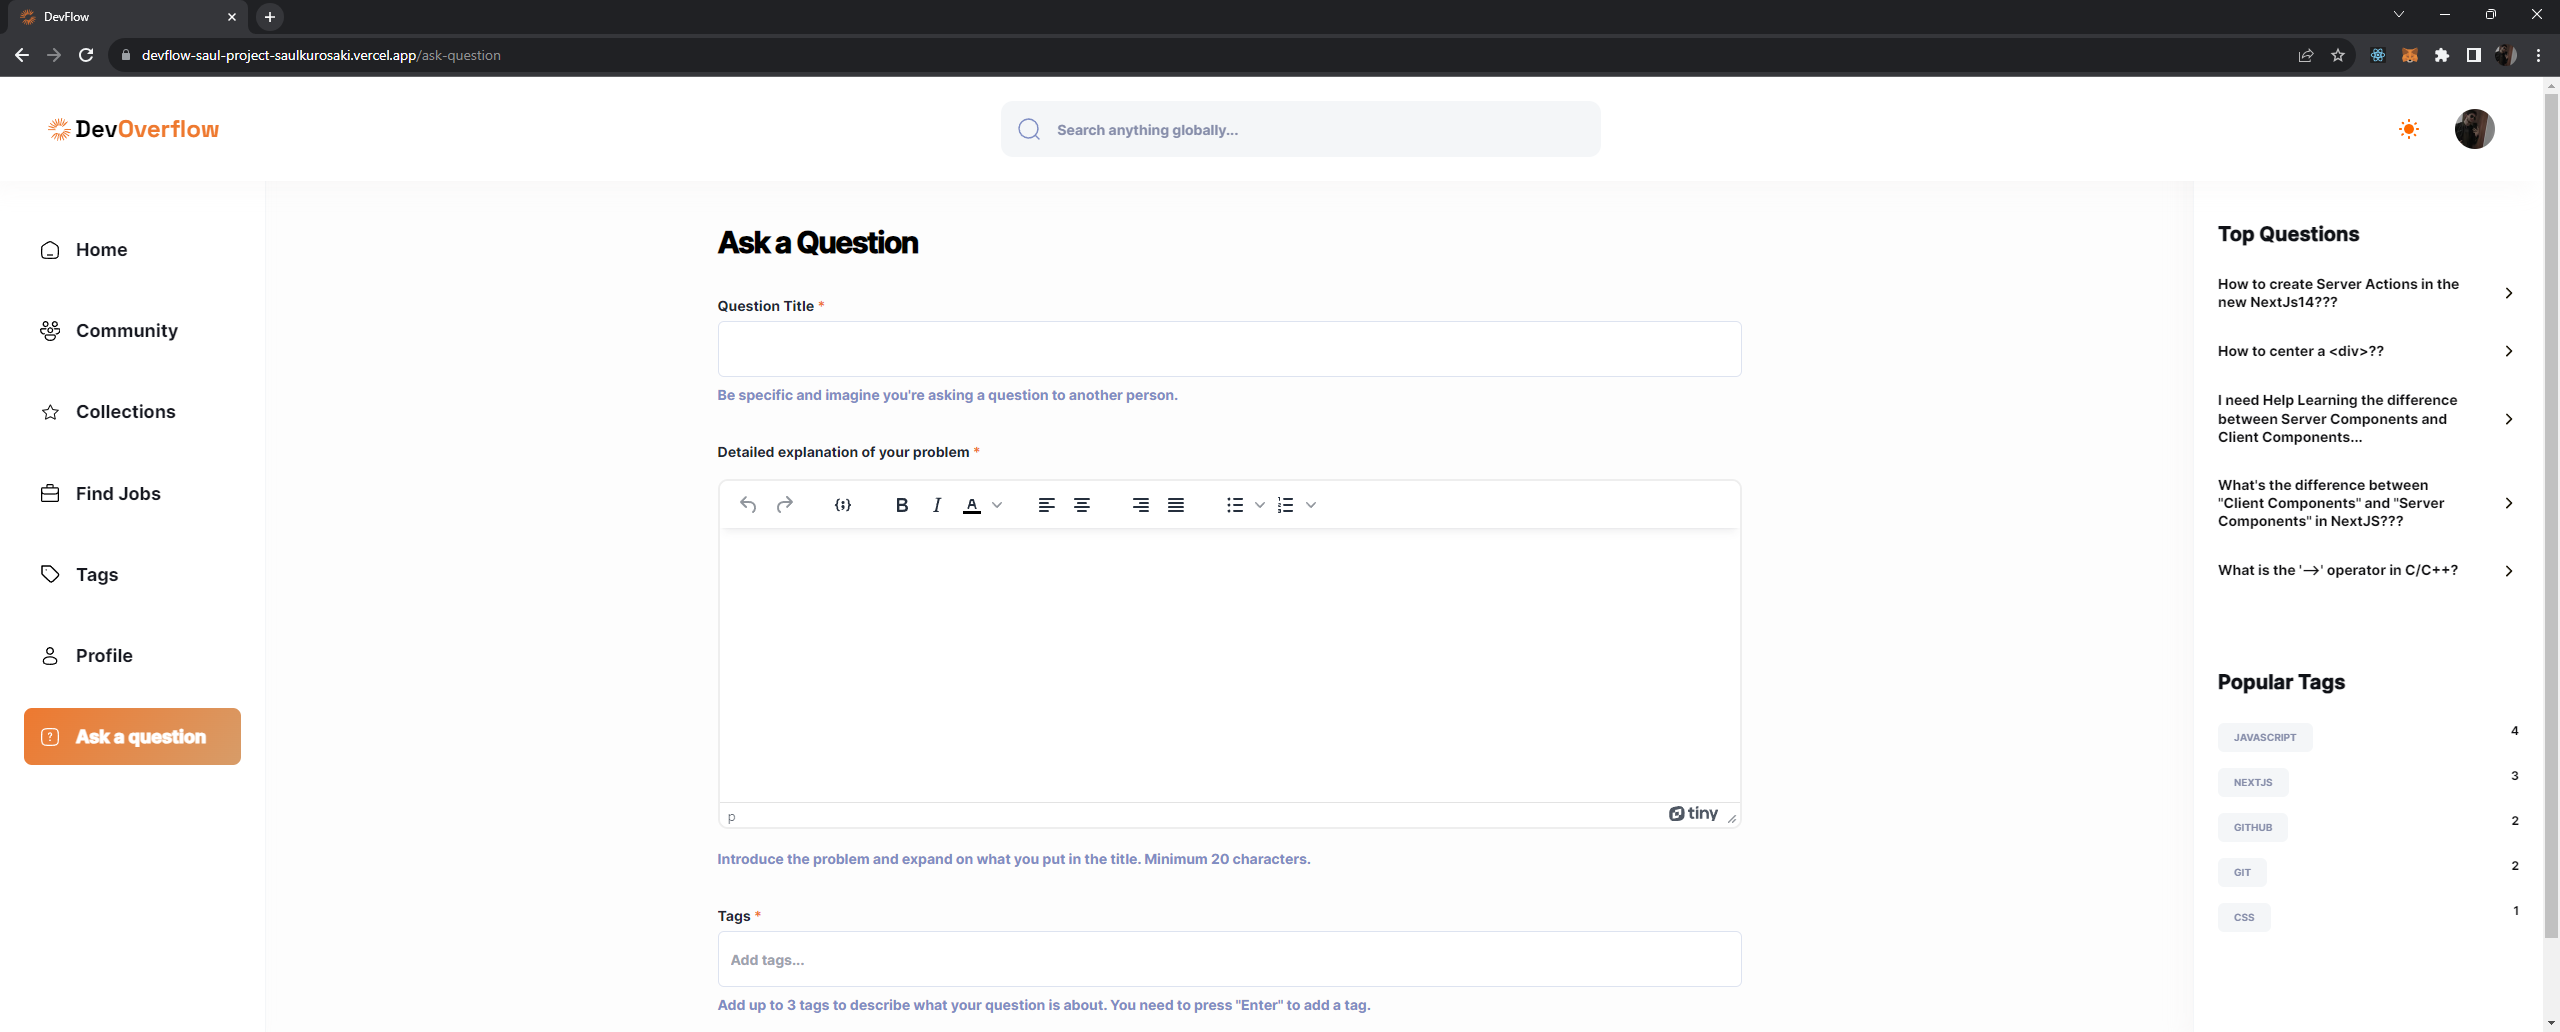 DevFlow
devflow-saul-project-saulkurosaki.vercel.app/ask-question
DevOverflow
Search anything globally...
Home
Community
Collections
Find Jobs
Tags
Profile
Ask a question
Ask a Question
Question Title *
Be specific and imagine you're asking a question to another person.
Detailed explanation of your problem *
B I A
p
tiny
Introduce the problem and expand on what you put in the title. Minimum 20 characters.
Tags *
Add tags...
Add up to 3 tags to describe what your question is about. You need to press "Enter" to add a tag.
Top Questions
How to create Server Actions in the
new NextJs14???
How to center a <div>??
I need Help Learning the difference
between Server Components and
Client Components...
What's the difference between
"Client Components" and "Server
Components" in NextJS???
What is the '-->' operator in C/C++?
Popular Tags
JAVASCRIPT 4
NEXTJS 3
GITHUB 2
GIT 2
CSS 1